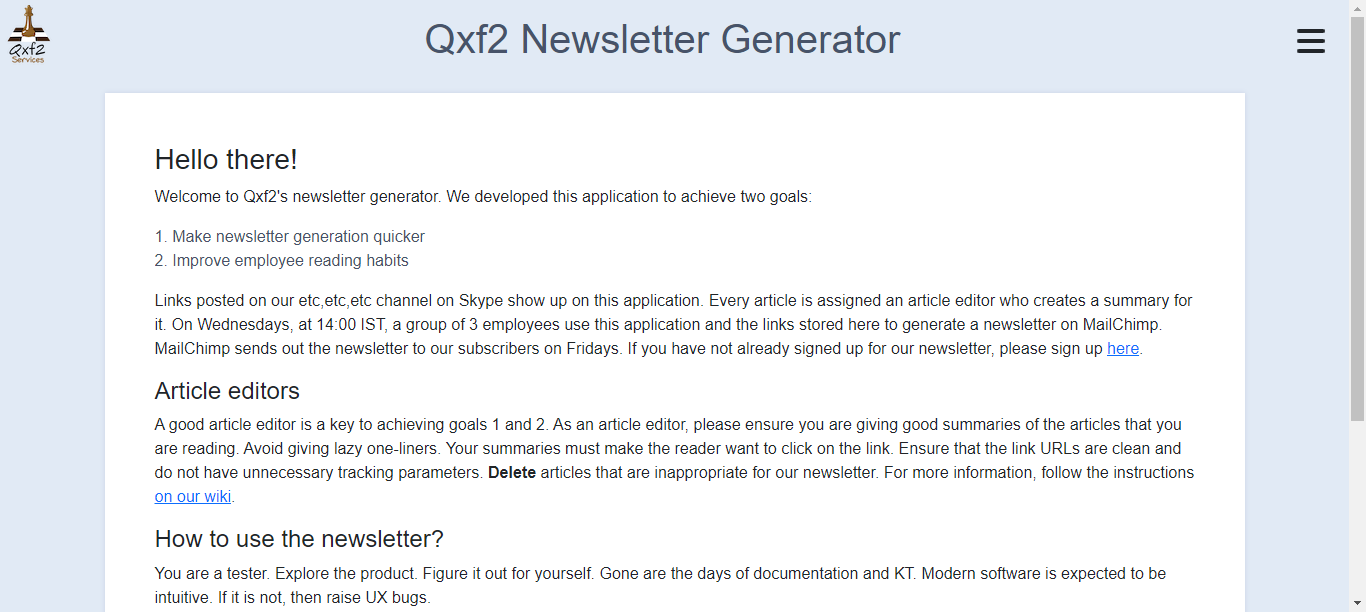 Qxf2
Services
Qxf2 Newsletter Generator
Hello there!
Welcome to Qxf2's newsletter generator. We developed this application to achieve two goals:
1. Make newsletter generation quicker
2. Improve employee reading habits
Links posted on our etc,etc,etc channel on Skype show up on this application. Every article is assigned an article editor who creates a summary for
it. On Wednesdays, at 14:00 IST, a group of 3 employees use this application and the links stored here to generate a newsletter on MailChimp.
MailChimp sends out the newsletter to our subscribers on Fridays. If you have not already signed up for our newsletter, please sign up here.
Article editors
A good article editor is a key to achieving goals 1 and 2. As an article editor, please ensure you are giving good summaries of the articles that you
are reading. Avoid giving lazy one-liners. Your summaries must make the reader want to click on the link. Ensure that the link URLs are clean and
do not have unnecessary tracking parameters. Delete articles that are inappropriate for our newsletter. For more information, follow the instructions
on our wiki.
How to use the newsletter?
You are a tester. Explore the product. Figure it out for yourself. Gone are the days of documentation and KT. Modern software is expected to be
intuitive. If it is not, then raise UX bugs.